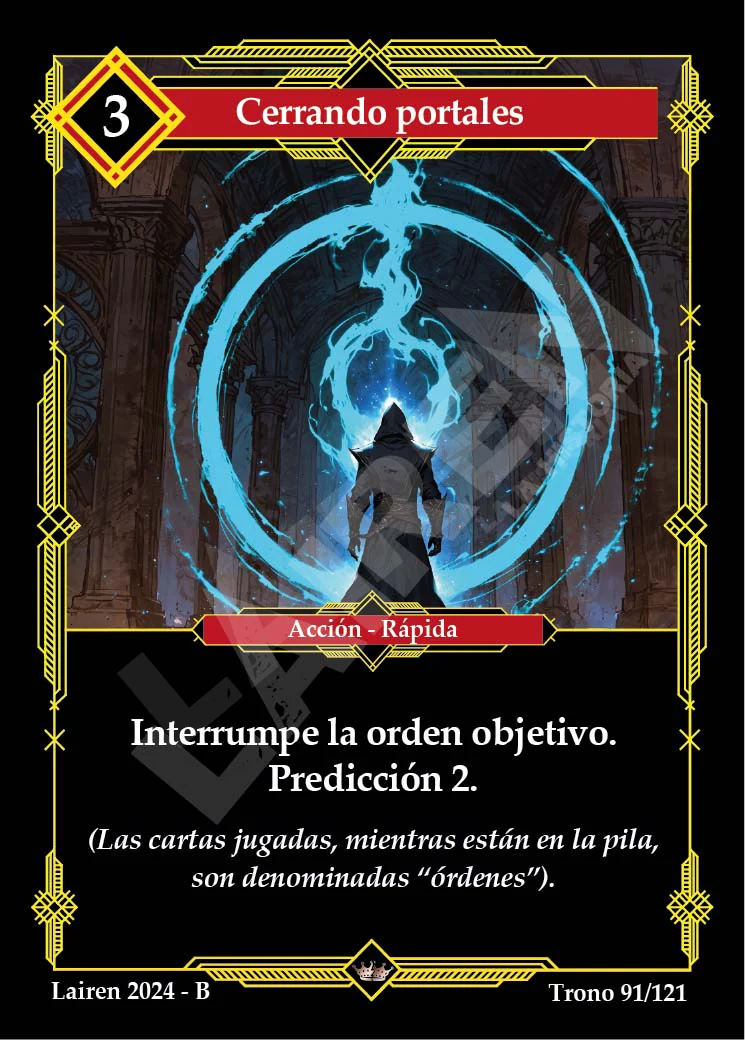 3
Cerrando portales
Acción - Rápida
Interrumpe la orden objetivo.
Predicción 2.
(Las cartas jugadas, mientras están en la pila,
son denominadas “órdenes”).
Lairen 2024 - B
Trono 91/121
LAIREN